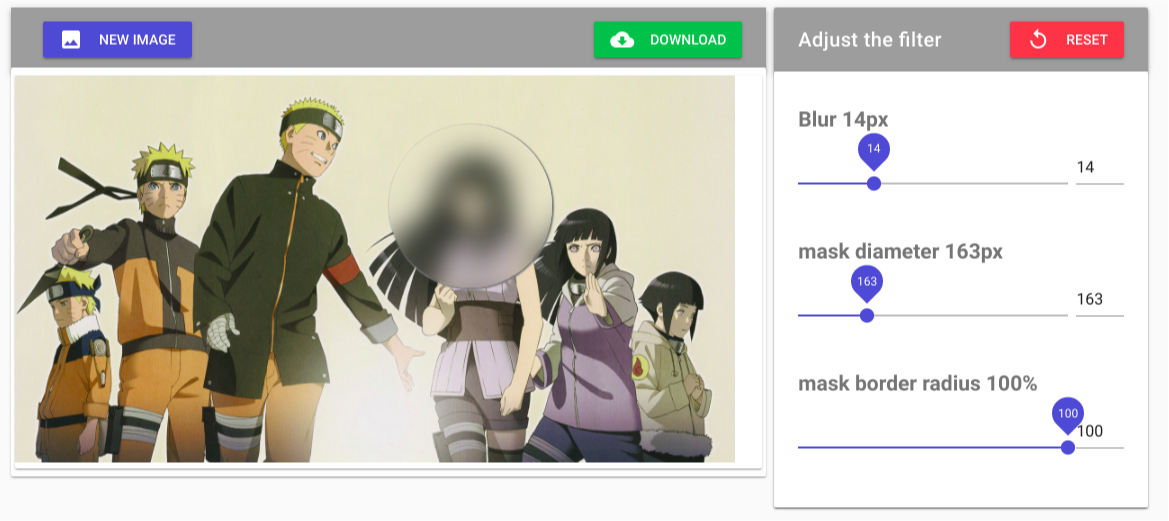 NEW IMAGE
DOWNLOAD
Adjust the filter
RESET
Blur 14px
14
14
mask diameter 163px
163
163
mask border radius 100%
100
100